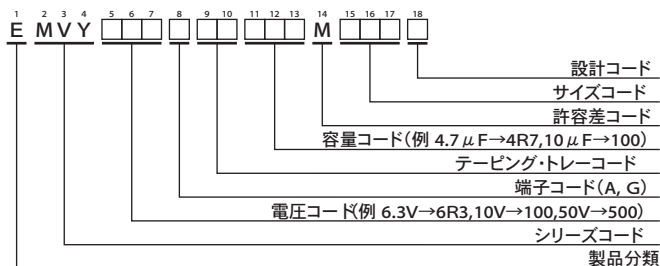 1 2 3 4 5 6 7 8 9 10 11 12 13 14 15 16 17 18
E M V Y M
設計コード
サイズコード
許容差コード
容量コード(例 4.7μF→4R7,10μF→100)
テーピング・トレーコード
端子コード(A, G)
電圧コード(例 6.3V→6R3,10V→100,50V→500)
シリーズコード
製品分類